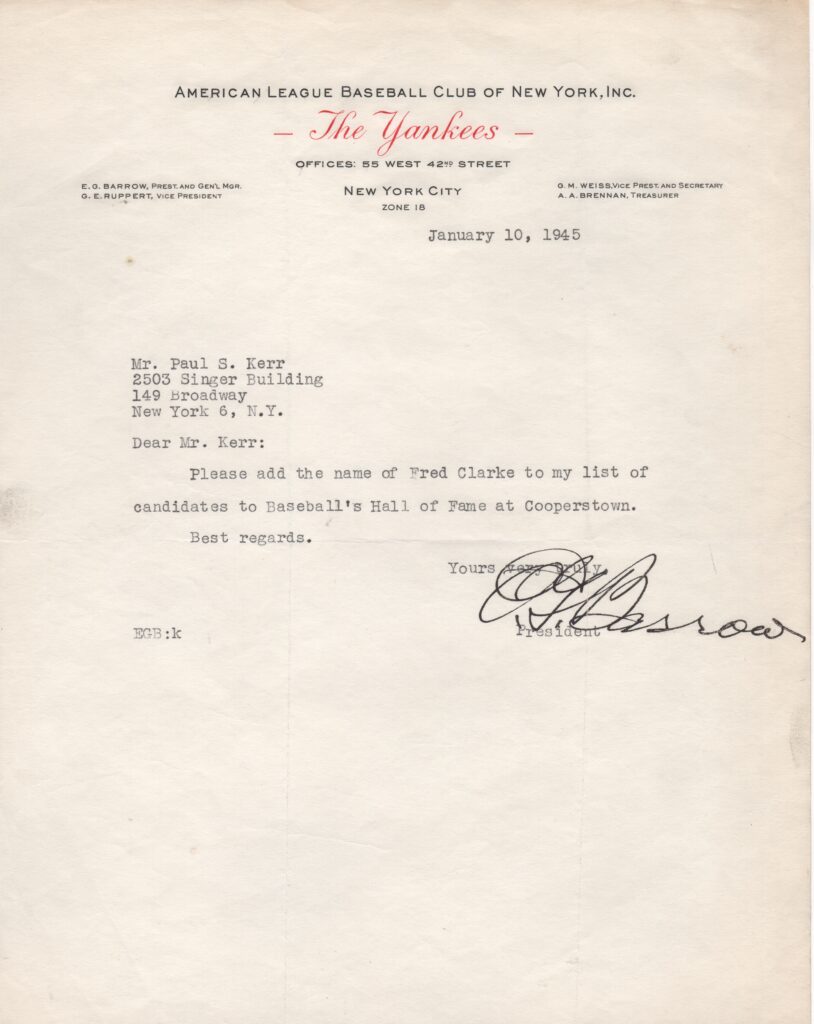 AMERICAN LEAGUE BASEBALL CLUB OF NEW YORK, INC.
— The Yankees —
OFFICES: 55 WEST 42ND STREET
E. G. BARROW, PREST. AND GEN'L MGR.
G. E. RUPPERT, VICE PRESIDENT
NEW YORK CITY
ZONE 18
G. M. WEISS, VICE PREST. AND SECRETARY
A. A. BRENNAN, TREASURER
January 10, 1945
Mr. Paul S. Kerr
2503 Singer Building
149 Broadway
New York 6, N.Y.
Dear Mr. Kerr:
Please add the name of Fred Clarke to my list of
candidates to Baseball's Hall of Fame at Cooperstown.
Best regards.
Yours very truly,
E. G. Barrow
EGB:k President